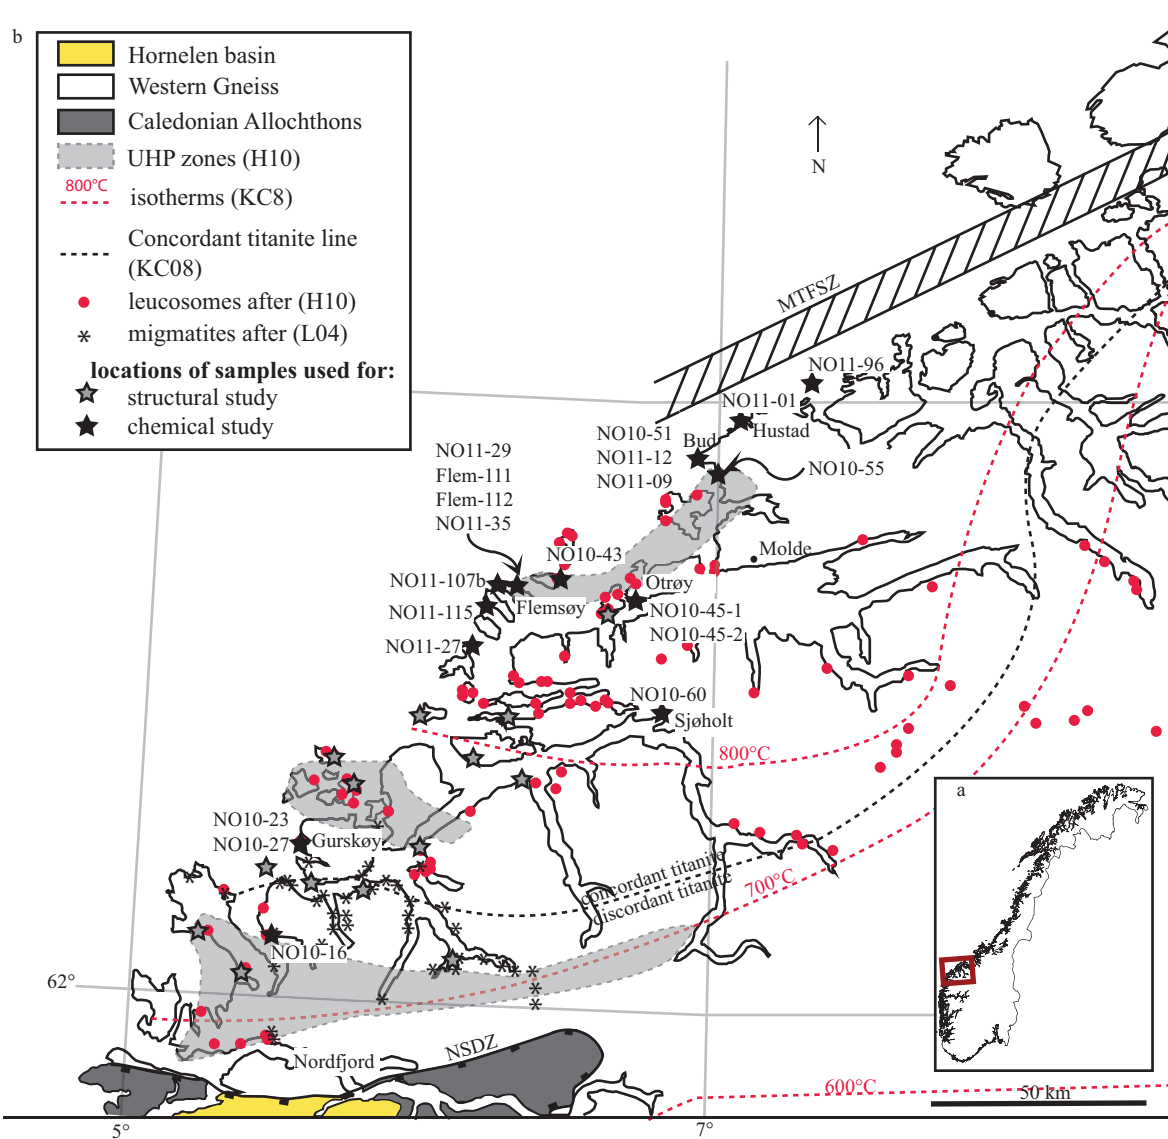 b
Hornelen basin
Western Gneiss
Caledonian Allochthons
UHP zones (H10)
800°C
isotherms (KC8)
Concordant titanite line
(KC08)
leucosomes after (H10)
migmatites after (L04)
locations of samples used for:
structural study
chemical study
N
MTFSZ
NO11-96
NO11-01
Hustad
NO10-51
NO11-12
NO11-09
Bud
NO10-55
NO11-29
Flem-111
Flem-112
NO11-35
NO10-43
Molde
NO11-107b
Otrøy
Flemsøy
NO11-115
NO10-45-1
NO10-45-2
NO11-27
NO10-60
Sjøholt
800°C
NO10-23
NO10-27
Gurskøy
concordant titanite
discordant titanite
700°C
NO10-16
62°
Nordfjord
NSDZ
600°C
a
50 km
5°
7°